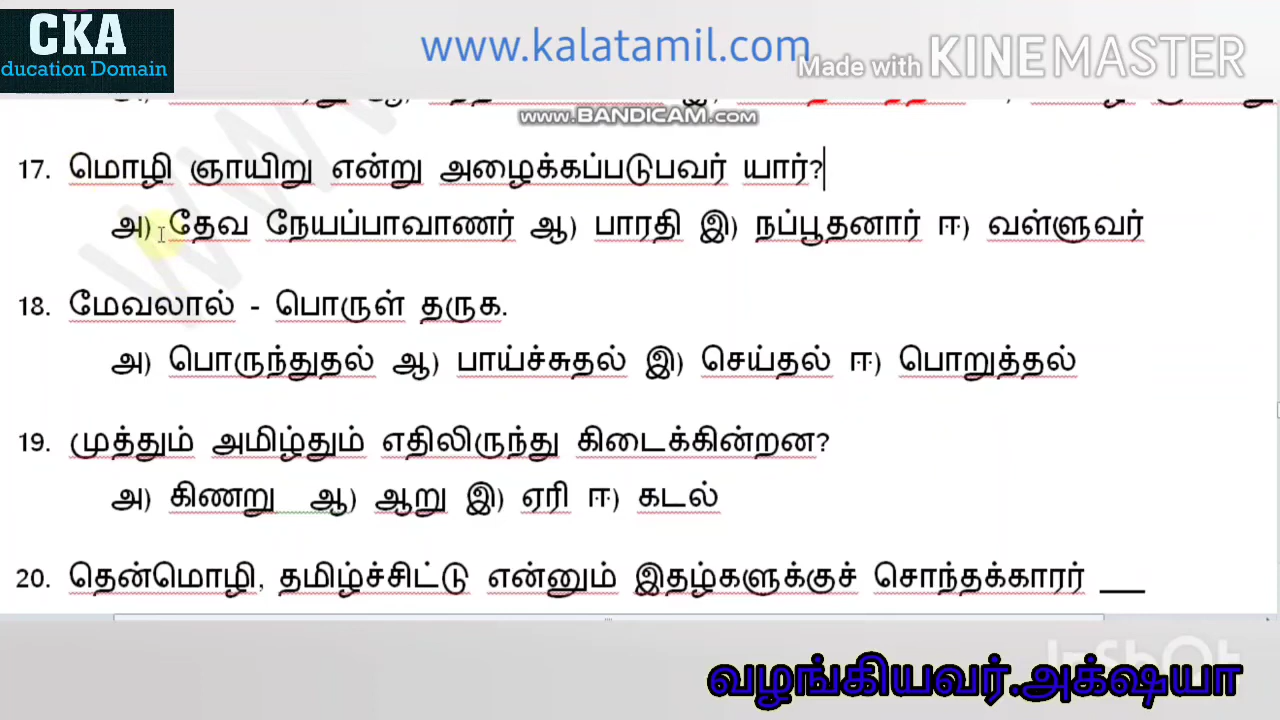 CKA
ducation Domain
www.kalatamil.com
Made with KINEMASTER
www.BANDICAM.com
17. மொழி ஞாயிறு என்று அழைக்கப்படுபவர் யார்?
அ) தேவ நேயப்பாவாணர் ஆ) பாரதி இ) நப்பூதனார் ஈ) வள்ளுவர்
18. மேவலால் - பொருள் தருக.
அ) பொருந்துதல் ஆ) பாய்ச்சுதல் இ) செய்தல் ஈ) பொறுத்தல்
19. முத்தும் அமிழ்தும் எதிலிருந்து கிடைக்கின்றன?
அ) கிணறு ஆ) ஆறு இ) ஏரி ஈ) கடல்
20. தென்மொழி, தமிழ்ச்சிட்டு என்னும் இதழ்களுக்குச் சொந்தக்காரர் ___
வழங்கியவர்.அக்‌ஷயா